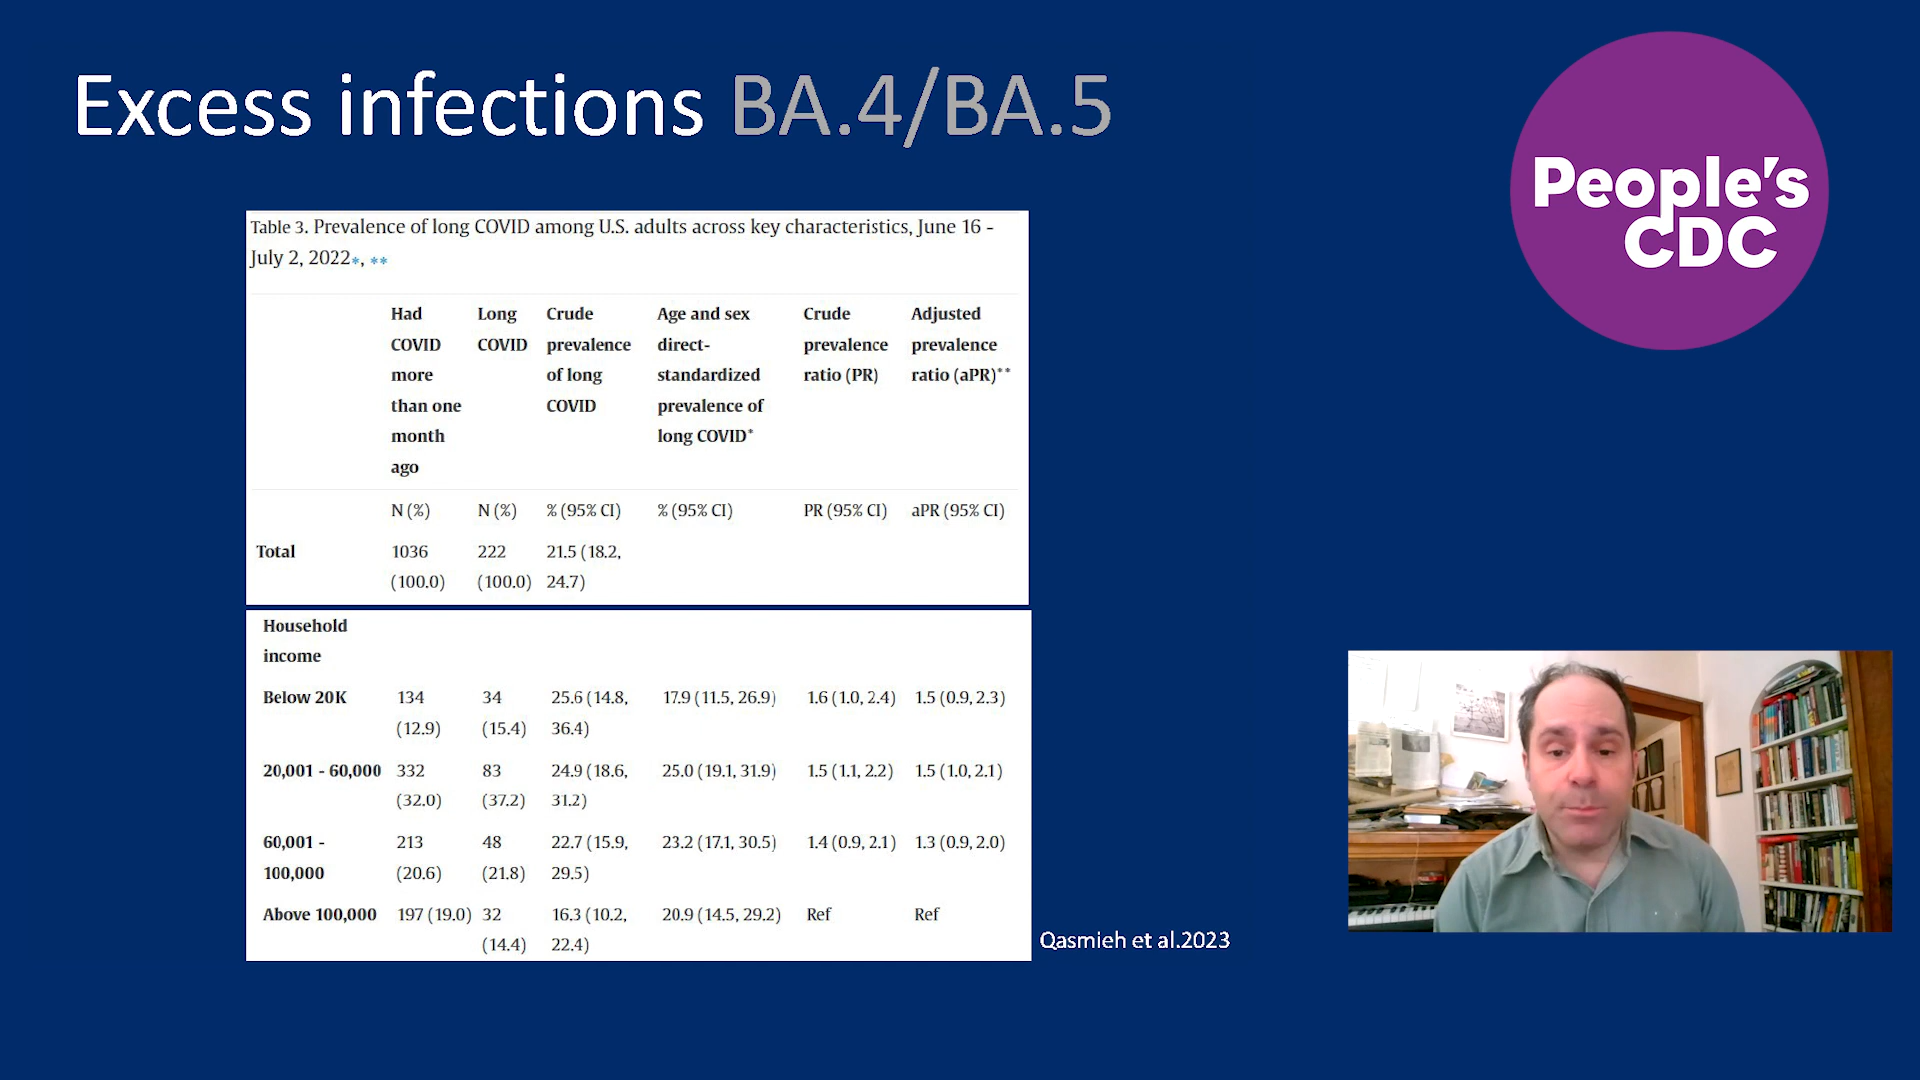 Excess infections BA.4/BA.5
People's
CDC
Table 3. Prevalence of long COVID among U.S. adults across key characteristics, June 16 -
July 2, 2022*, **
Had Long Crude Age and sex Crude Adjusted
COVID COVID prevalence direct- prevalence prevalence
more of long standardized ratio (PR) ratio (aPR)**
than one COVID prevalence of
month long COVID*
ago
N (%) N (%) % (95% CI) % (95% CI) PR (95% CI) aPR (95% CI)
Total 1036 222 21.5 (18.2,
(100.0) (100.0) 24.7)
Household
income
Below 20K 134 34 25.6 (14.8, 17.9 (11.5, 26.9) 1.6 (1.0, 2.4) 1.5 (0.9, 2.3)
(12.9) (15.4) 36.4)
20,001 - 60,000 332 83 24.9 (18.6, 25.0 (19.1, 31.9) 1.5 (1.1, 2.2) 1.5 (1.0, 2.1)
(32.0) (37.2) 31.2)
60,001 - 213 48 22.7 (15.9, 23.2 (17.1, 30.5) 1.4 (0.9, 2.1) 1.3 (0.9, 2.0)
100,000 (20.6) (21.8) 29.5)
Above 100,000 197 (19.0) 32 16.3 (10.2, 20.9 (14.5, 29.2) Ref Ref
(14.4) 22.4)
Qasmieh et al.2023